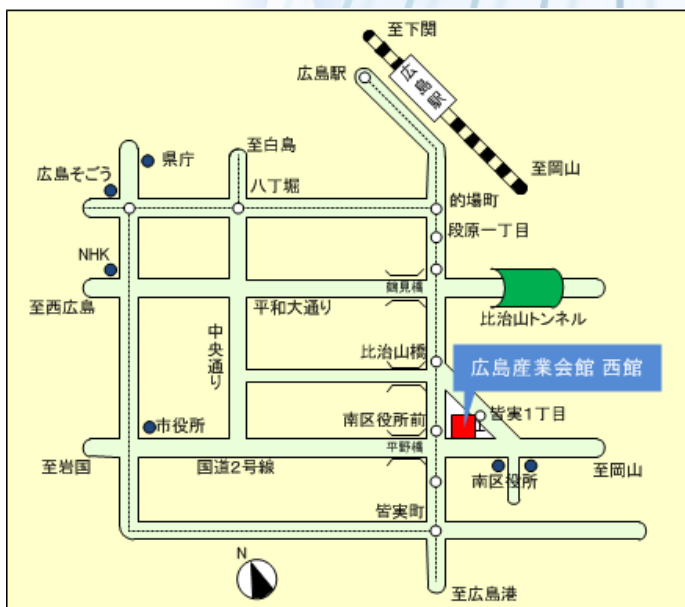 至下関
広島駅
広島駅
至白島
県庁
至岡山
広島そごう
八丁堀
的場町
段原一丁目
NHK
鶴見橋
至西広島
平和大通り
比治山トンネル
中央通り
比治山橋
広島産業会館 西館
皆実1丁目
市役所
南区役所前
平野橋
至岩国
国道2号線
南区役所
至岡山
皆実町
N
至広島港